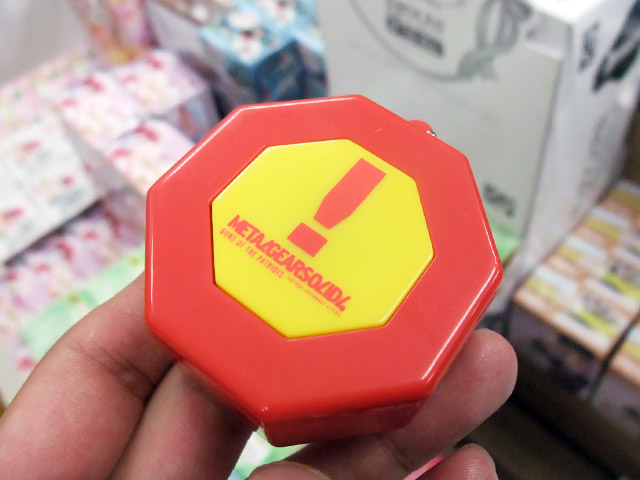 !
METAL GEAR SOLID 4
GUNS OF THE PATRIOTS